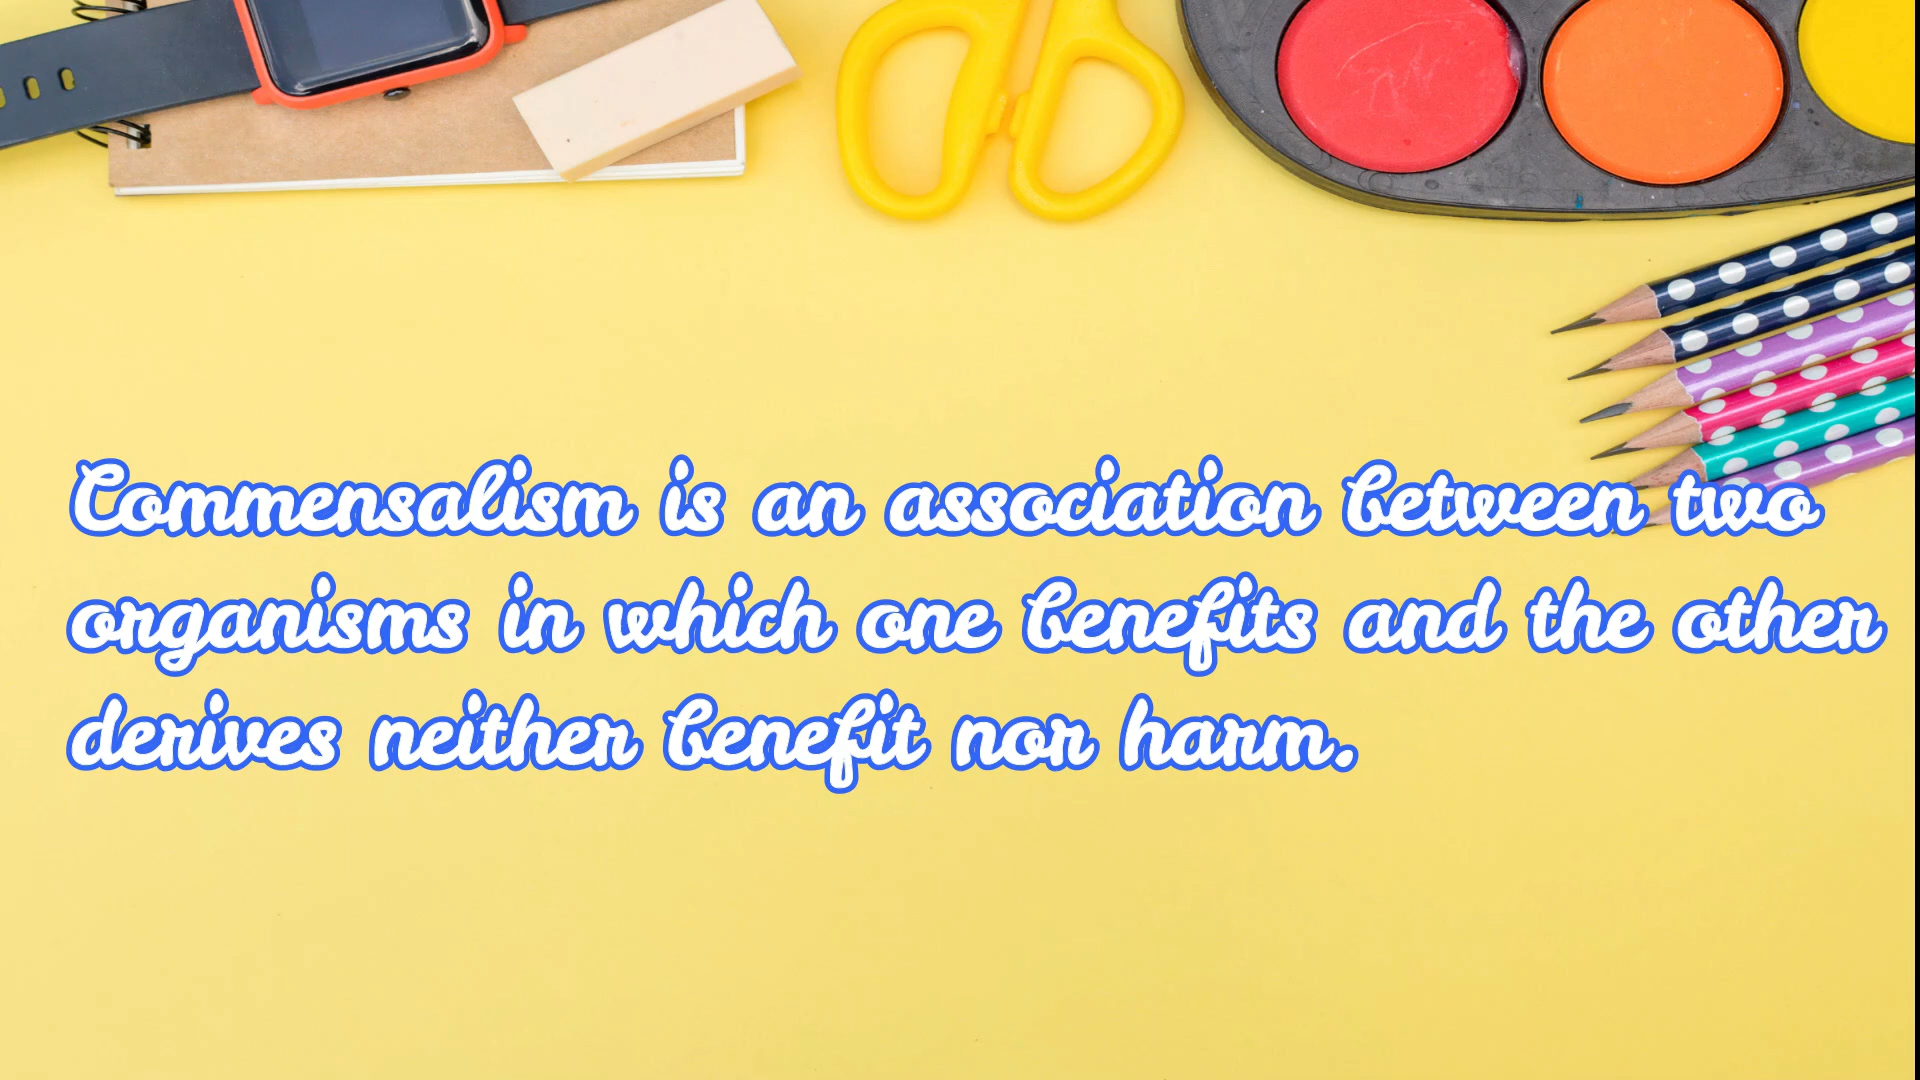 Commensalism is an association between two
organisms in which one benefits and the other
derives neither benefit nor harm.